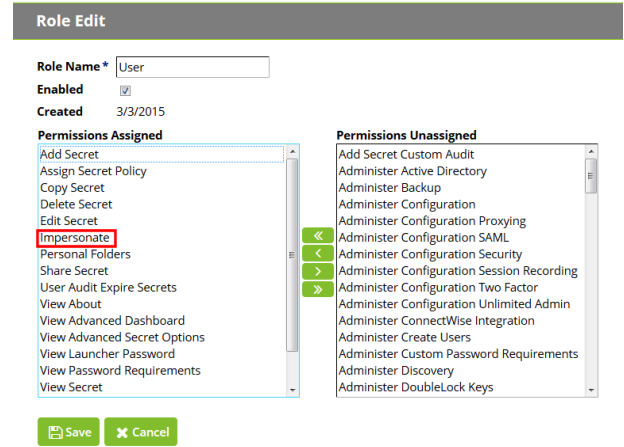 Role Edit
Role Name * User
Enabled
Created 3/3/2015
Permissions Assigned
Add Secret
Assign Secret Policy
Copy Secret
Delete Secret
Edit Secret
Impersonate
Personal Folders
Share Secret
User Audit Expire Secrets
View About
View Advanced Dashboard
View Advanced Secret Options
View Launcher Password
View Password Requirements
View Secret
Permissions Unassigned
Add Secret Custom Audit
Administer Active Directory
Administer Backup
Administer Configuration
Administer Configuration Proxying
Administer Configuration SAML
Administer Configuration Security
Administer Configuration Session Recording
Administer Configuration Two Factor
Administer Configuration Unlimited Admin
Administer ConnectWise Integration
Administer Create Users
Administer Custom Password Requirements
Administer Discovery
Administer DoubleLock Keys
Save
Cancel